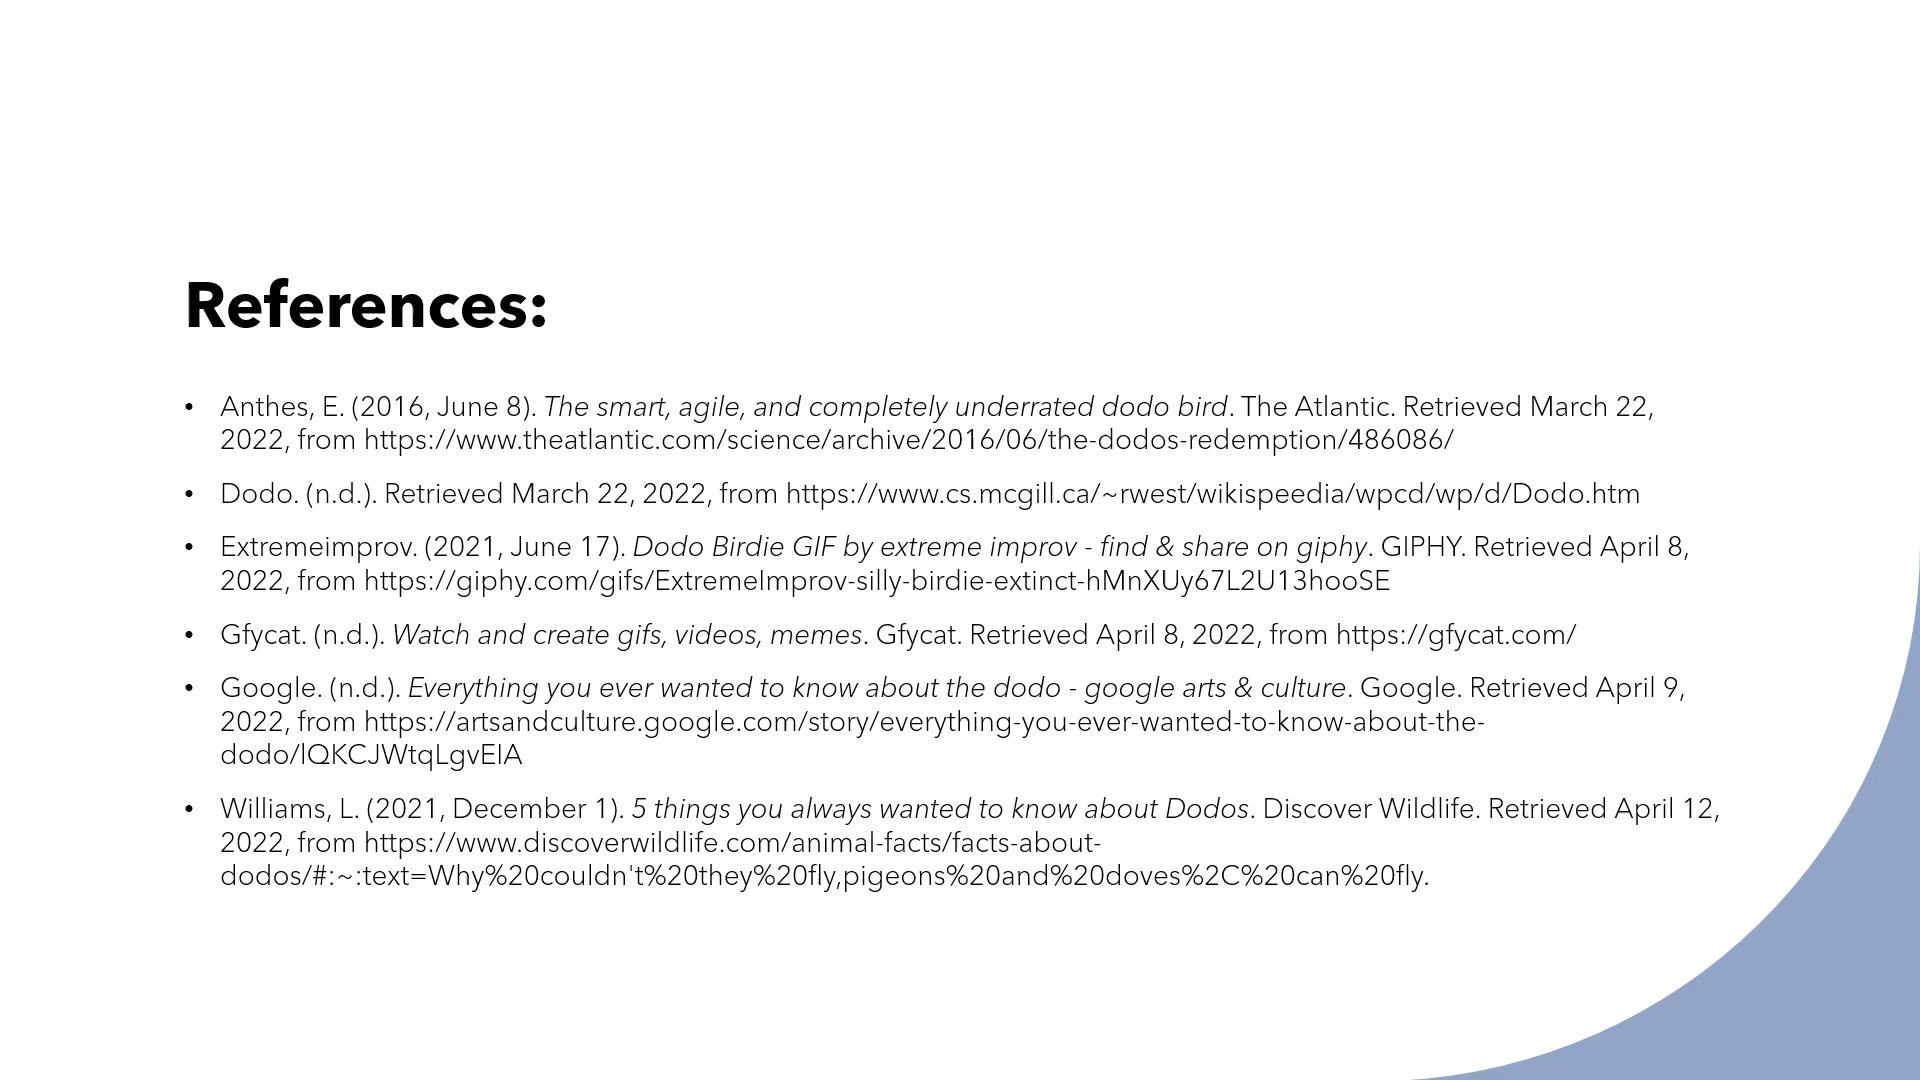 References:
• Anthes, E. (2016, June 8). The smart, agile, and completely underrated dodo bird. The Atlantic. Retrieved March 22,
2022, from https://www.theatlantic.com/science/archive/2016/06/the-dodos-redemption/486086/
• Dodo. (n.d.). Retrieved March 22, 2022, from https://www.cs.mcgill.ca/~rwest/wikispeedia/wpcd/wp/d/Dodo.htm
• Extremeimprov. (2021, June 17). Dodo Birdie GIF by extreme improv - find & share on giphy. GIPHY. Retrieved April 8,
2022, from https://giphy.com/gifs/ExtremeImprov-silly-birdie-extinct-hMnXUy67L2U13hooSE
• Gfycat. (n.d.). Watch and create gifs, videos, memes. Gfycat. Retrieved April 8, 2022, from https://gfycat.com/
• Google. (n.d.). Everything you ever wanted to know about the dodo - google arts & culture. Google. Retrieved April 9,
2022, from https://artsandculture.google.com/story/everything-you-ever-wanted-to-know-about-the-
dodo/lQKCJWtqLgvEIA
• Williams, L. (2021, December 1). 5 things you always wanted to know about Dodos. Discover Wildlife. Retrieved April 12,
2022, from https://www.discoverwildlife.com/animal-facts/facts-about-
dodos/#:~:text=Why%20couldn't%20they%20fly,pigeons%20and%20doves%2C%20can%20fly.